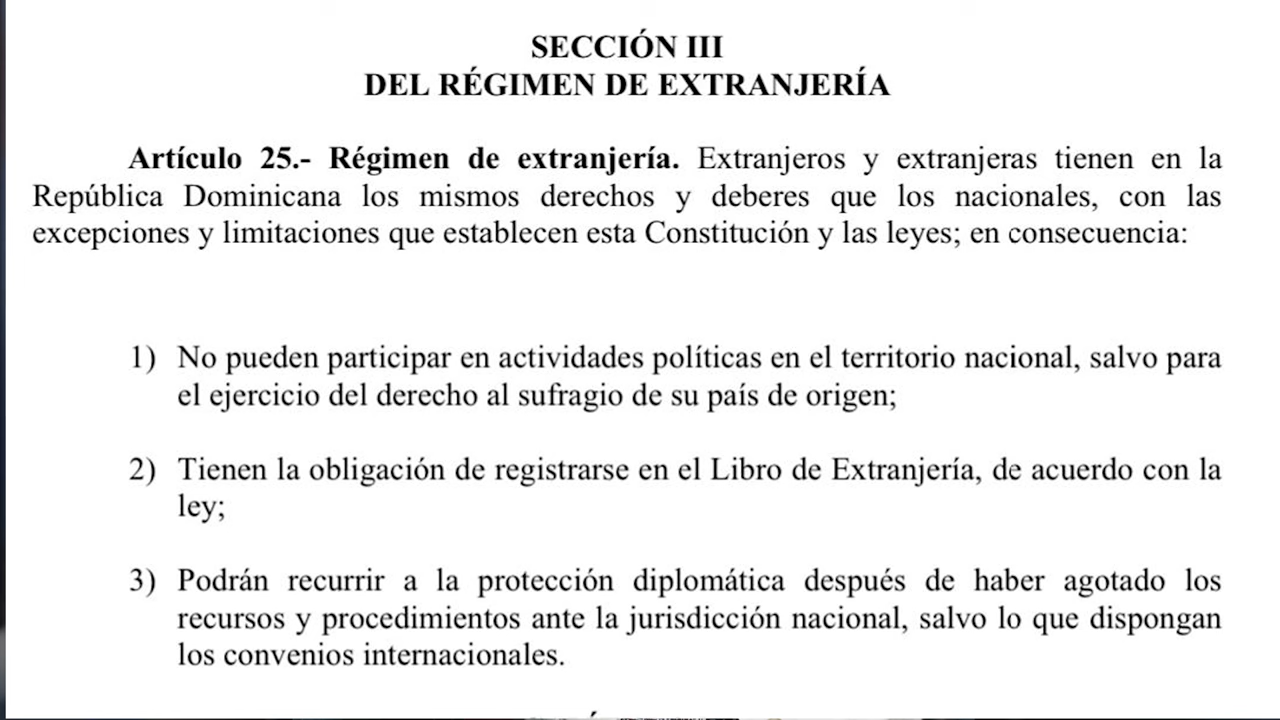 SECCIÓN III
DEL RÉGIMEN DE EXTRANJERÍA
Artículo 25.- Régimen de extranjería. Extranjeros y extranjeras tienen en la
República Dominicana los mismos derechos y deberes que los nacionales, con las
excepciones y limitaciones que establecen esta Constitución y las leyes; en consecuencia:
1) No pueden participar en actividades políticas en el territorio nacional, salvo para
el ejercicio del derecho al sufragio de su país de origen;
2) Tienen la obligación de registrarse en el Libro de Extranjería, de acuerdo con la
ley;
3) Podrán recurrir a la protección diplomática después de haber agotado los
recursos y procedimientos ante la jurisdicción nacional, salvo lo que dispongan
los convenios internacionales.